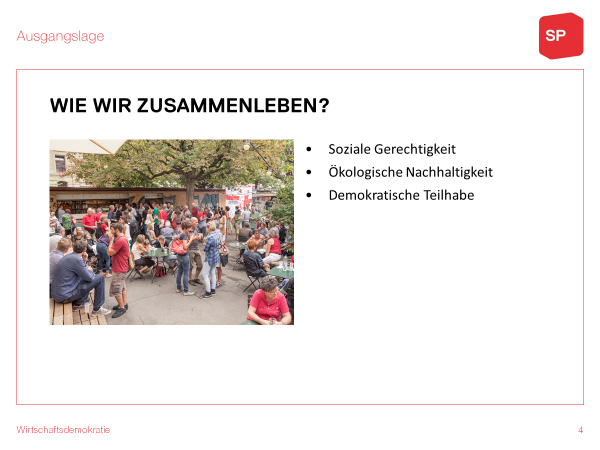 Ausgangslage
SP
WIE WIR ZUSAMMENLEBEN?
• Soziale Gerechtigkeit
• Ökologische Nachhaltigkeit
• Demokratische Teilhabe
Wirtschaftsdemokratie
4